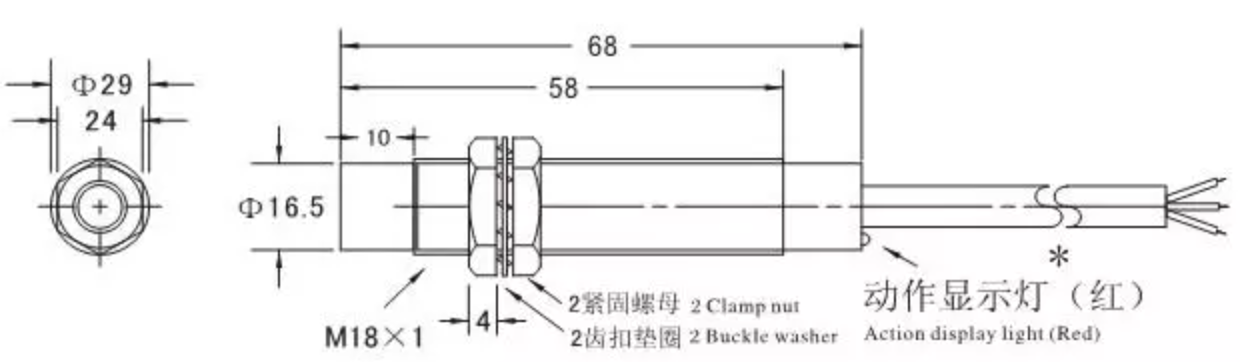 68
Φ29
58
24
10
Φ16.5
*
2紧固螺母 2 Clamp nut
动作显示灯（红）
M18×1
4
2齿扣垫圈 2 Buckle washer
Action display light (Red)